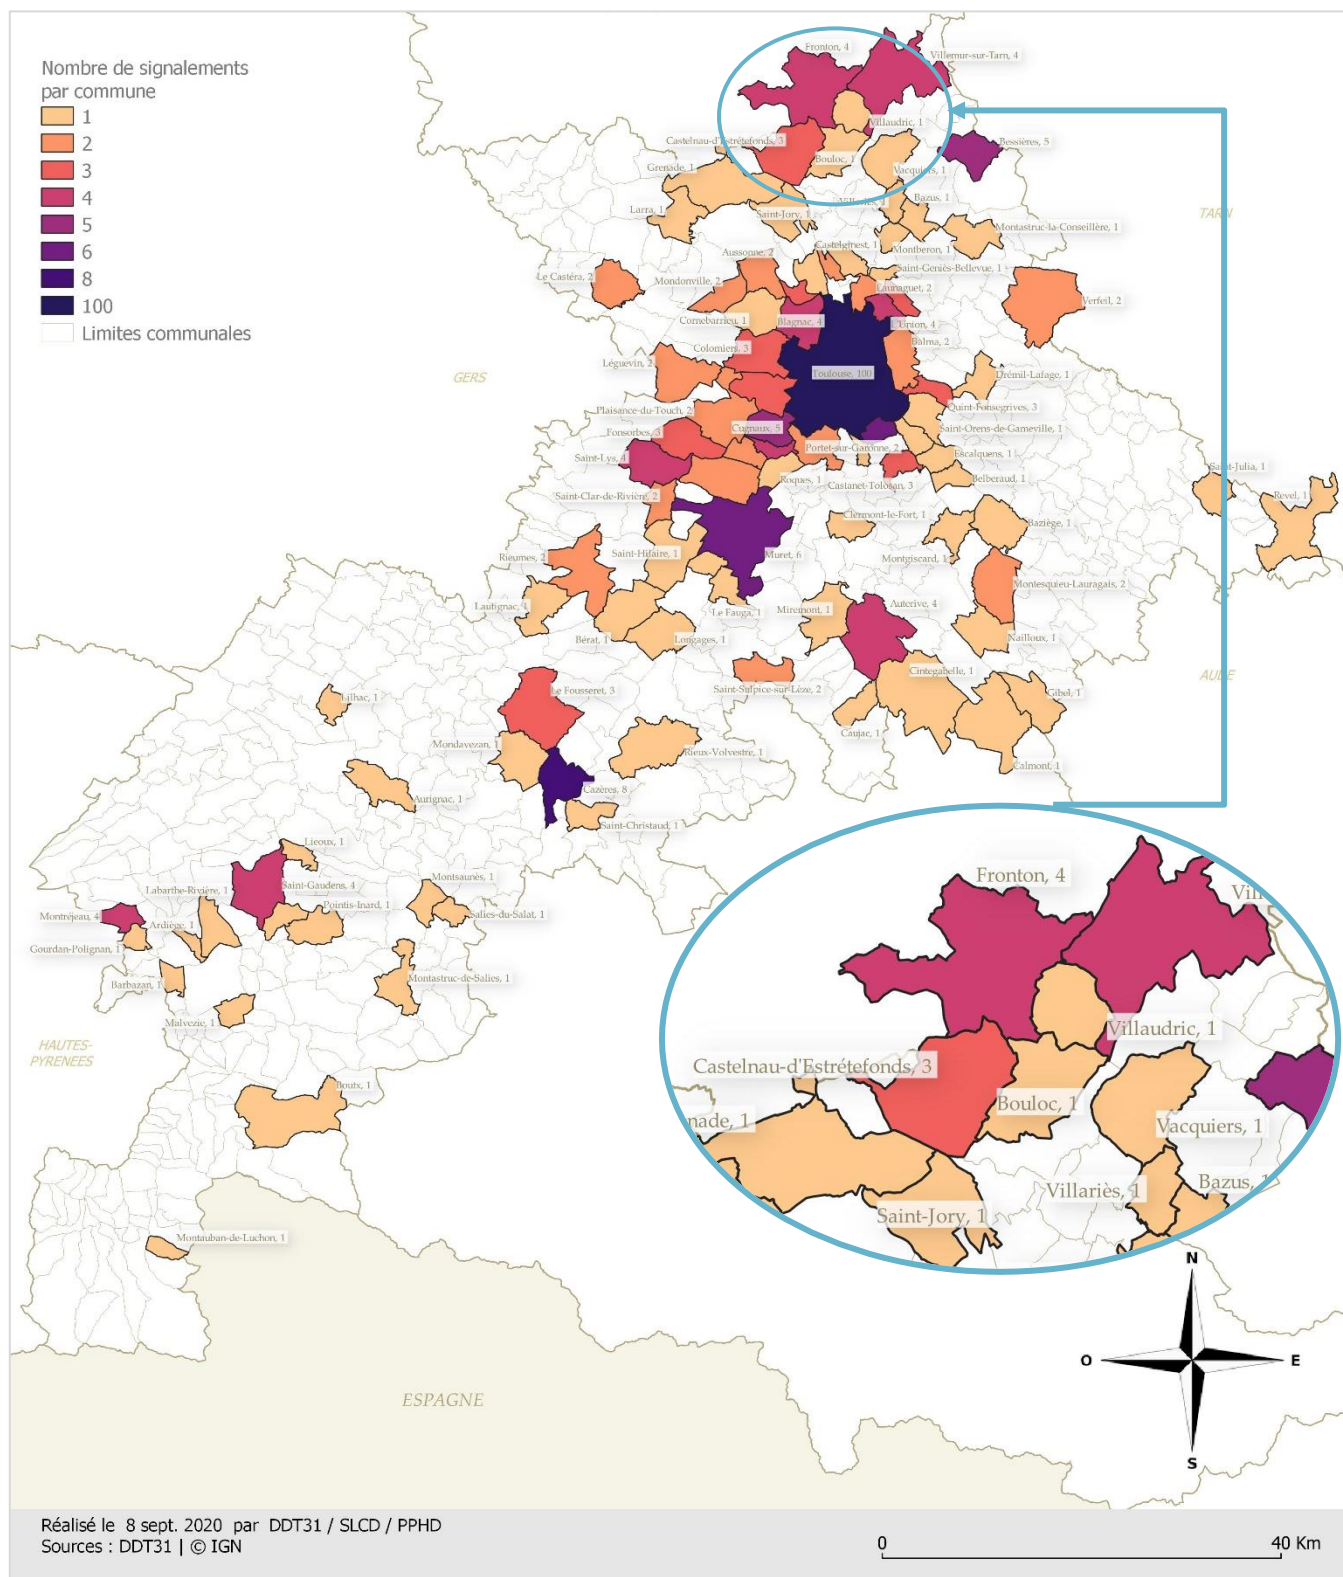 Nombre de signalements
par commune
1
2
3
4
5
6
8
100
Limites communales
Fronton, 4
Villemur-sur-Tarn, 4
Villaudric, 1
Castelnau-d'Estrétefonds, 3
Bessières, 5
Bouloc, 1
Grenade, 1
Vacquiers, 1
Villariès, 1
Bazus, 1
Larra, 1
Saint-Jory, 1
TARN
Montastruc-la-Conseillère, 1
Castelginest, 1
Montberon, 1
Aussonne, 2
Saint-Geniès-Bellevue, 1
Le Castéra, 2
Mondonville, 2
Launaguet, 2
Verfeil, 2
Cornebarrieu, 1
Blagnac, 4
L'Union, 4
Balma, 2
Colomiers, 3
Léguevin, 2
Toulouse, 100
Drémil-Lafage, 1
GERS
Plaisance-du-Touch, 2
Quint-Fonsegrives, 3
Fonsorbes, 3
Cugnaux, 5
Saint-Orens-de-Gameville, 1
Portet-sur-Garonne, 2
Saint-Lys, 4
Escalquens, 1
Saint-Julia, 1
Roques, 1
Castanet-Tolosan, 3
Belberaud, 1
Revel, 1
Saint-Clar-de-Rivière, 2
Clermont-le-Fort, 1
Baziège, 1
Rieumes, 2
Saint-Hilaire, 1
Muret, 6
Montgiscard, 1
Montesquieu-Lauragais, 2
Lautignac, 1
Le Fauga, 1
Miremont, 1
Auterive, 4
Bérat, 1
Longages, 1
Nailloux, 1
Cintegabelle, 1
AUDE
Saint-Sulpice-sur-Lèze, 2
Gibel, 1
Lilhac, 1
Le Fousseret, 3
Caujac, 1
Mondavezan, 1
Rieux-Volvestre, 1
Calmont, 1
Cazères, 8
Aurignac, 1
Saint-Christaud, 1
Lieoux, 1
Labarthe-Rivière, 1
Saint-Gaudens, 4
Montsaunès, 1
Pointis-Inard, 1
Montréjeau, 4
Ardiège, 1
Salies-du-Salat, 1
Gourdan-Polignan, 1
Barbazan, 1
Montastruc-de-Salies, 1
Malvezie, 1
HAUTES-
PYRENEES
Boutx, 1
Montauban-de-Luchon, 1
ESPAGNE
Fronton, 4
Vil
Villaudric, 1
Castelnau-d'Estrétefonds, 3
Bouloc, 1
nade, 1
Vacquiers, 1
Villariès, 1
Bazus, 1
Saint-Jory, 1
N
O
E
S
Réalisé le 8 sept. 2020 par DDT31 / SLCD / PPHD
Sources : DDT31 | © IGN
0
40 Km